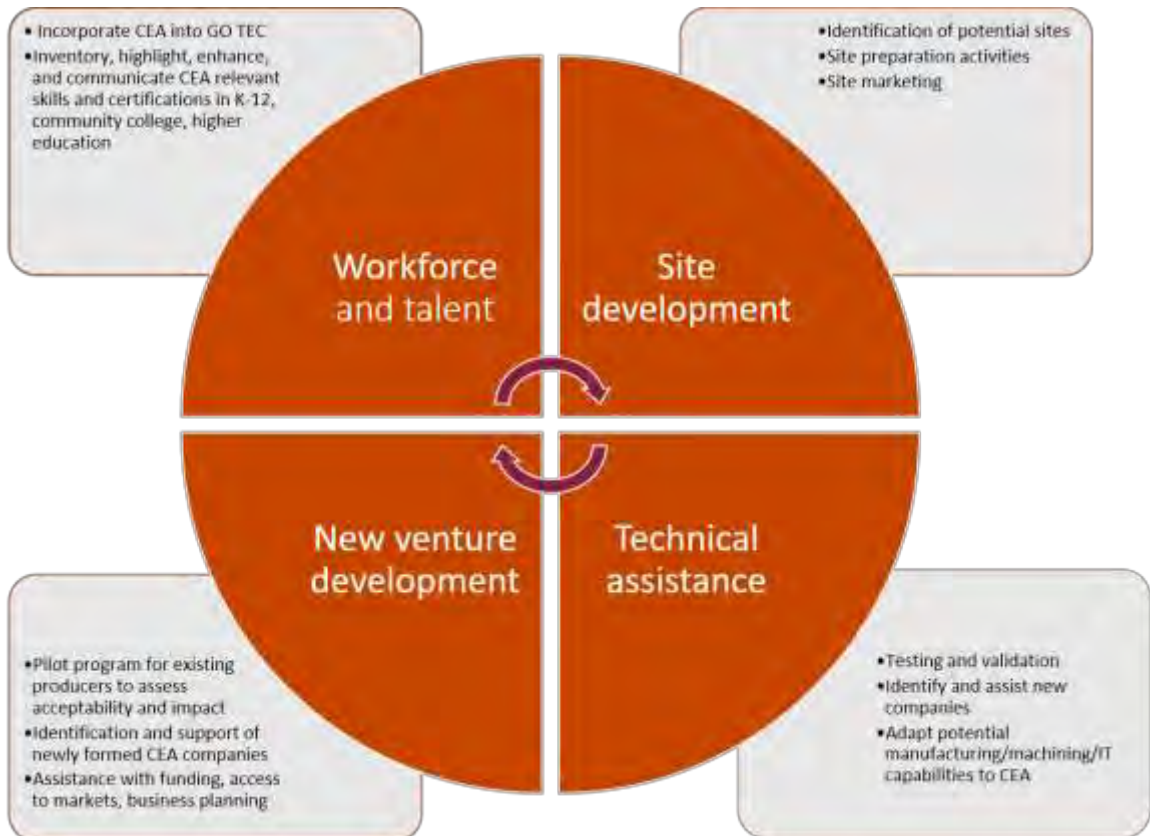 • Incorporate CEA into GO TEC
•Inventory, highlight, enhance,
and communicate CEA relevant
skills and certifications in K-12,
community college, higher
education
•Identification of potential sites
•Site preparation activities
•Site marketing
Workforce
and talent
Site
development
New venture
development
Technical
assistance
•Pilot program for existing
producers to assess
acceptability and impact
•Identification and support of
newly formed CEA companies
•Assistance with funding, access
to markets, business planning
•Testing and validation
•Identify and assist new
companies
•Adapt potential
manufacturing/machining/IT
capabilities to CEA